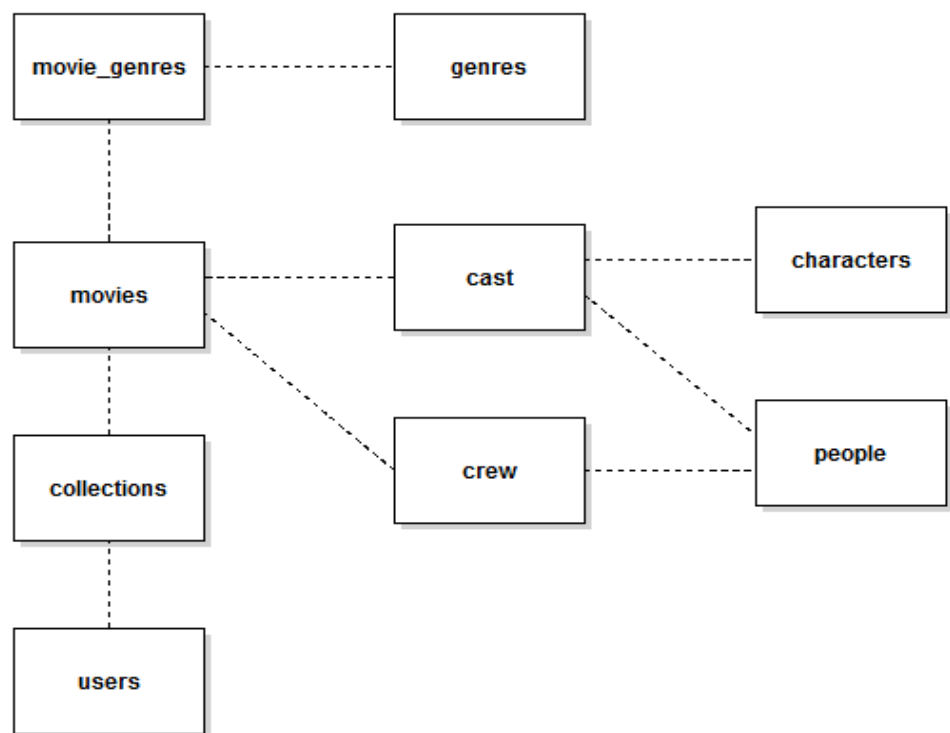 movie_genres
genres
movies
cast
characters
collections
crew
people
users